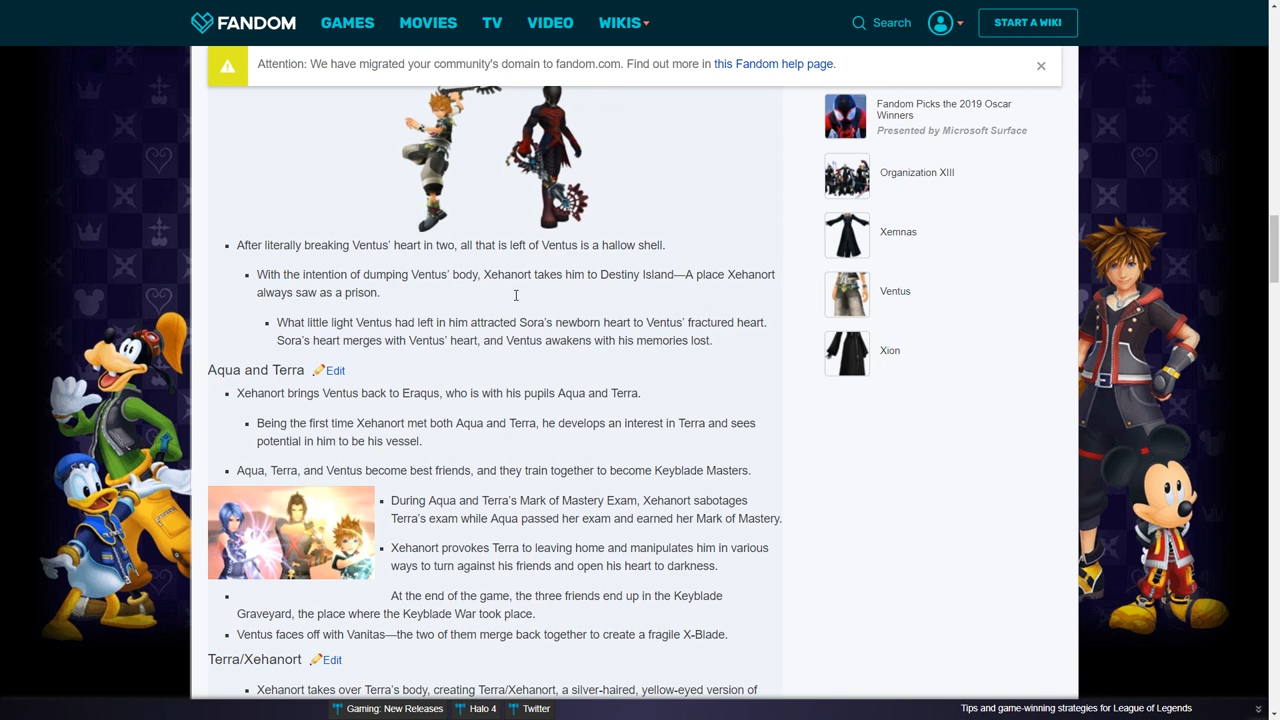 FANDOM GAMES MOVIES TV VIDEO WIKIS Search START A WIKI
Attention: We have migrated your community's domain to fandom.com. Find out more in this Fandom help page.
Fandom Picks the 2019 Oscar
Winners
Presented by Microsoft Surface
Organization XIII
Xemnas
Ventus
Xion
After literally breaking Ventus' heart in two, all that is left of Ventus is a hallow shell.
With the intention of dumping Ventus' body, Xehanort takes him to Destiny Island—A place Xehanort
always saw as a prison.
What little light Ventus had left in him attracted Sora's newborn heart to Ventus' fractured heart.
Sora's heart merges with Ventus' heart, and Ventus awakens with his memories lost.
Aqua and Terra Edit
Xehanort brings Ventus back to Eraqus, who is with his pupils Aqua and Terra.
Being the first time Xehanort met both Aqua and Terra, he develops an interest in Terra and sees
potential in him to be his vessel.
Aqua, Terra, and Ventus become best friends, and they train together to become Keyblade Masters.
During Aqua and Terra's Mark of Mastery Exam, Xehanort sabotages
Terra's exam while Aqua passed her exam and earned her Mark of Mastery.
Xehanort provokes Terra to leaving home and manipulates him in various
ways to turn against his friends and open his heart to darkness.
At the end of the game, the three friends end up in the Keyblade
Graveyard, the place where the Keyblade War took place.
Ventus faces off with Vanitas—the two of them merge back together to create a fragile X-Blade.
Terra/Xehanort Edit
Xehanort takes over Terra's body, creating Terra/Xehanort, a silver-haired, yellow-eyed version of
Gaming: New Releases Halo 4 Twitter Tips and game-winning strategies for League of Legends